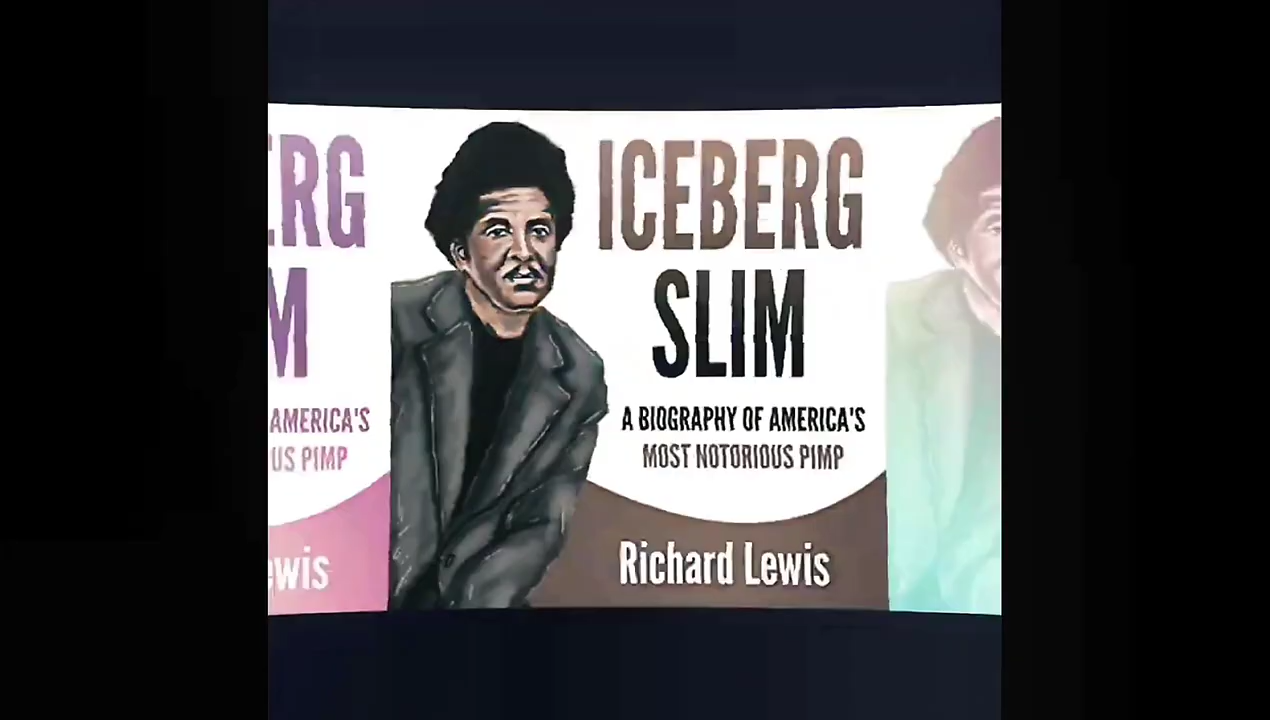 ERG
M
AMERICA'S
US PIMP
ewis
ICEBERG
SLIM
A BIOGRAPHY OF AMERICA'S
MOST NOTORIOUS PIMP
Richard Lewis